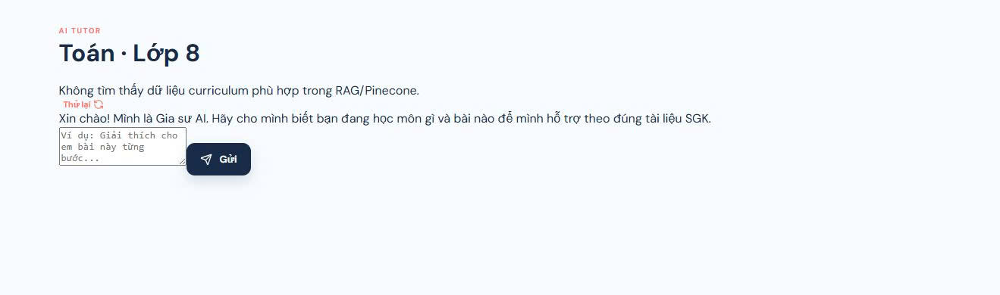 AI TUTOR
Toán · Lớp 8
Không tìm thấy dữ liệu curriculum phù hợp trong RAG/Pinecone.
Thử lại
Xin chào! Mình là Gia sư AI. Hãy cho mình biết bạn đang học môn gì và bài nào để mình hỗ trợ theo đúng tài liệu SGK.
Ví dụ: Giải thích cho
em bài này từng
bước...
Gửi